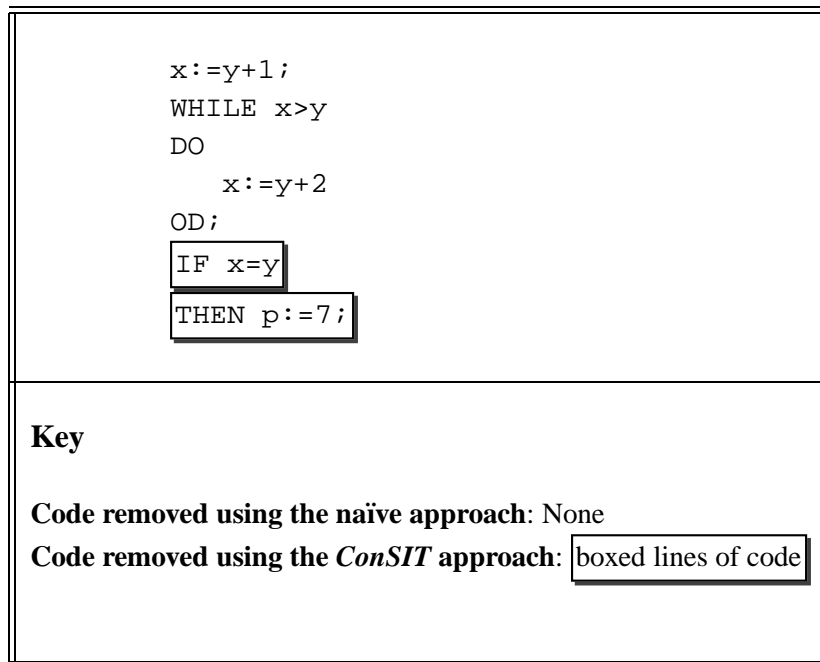 x:=y+1;
WHILE x>y
DO
x:=y+2
OD;
IF x=y
THEN p:=7;
Key
Code removed using the naïve approach: None
Code removed using the ConSIT approach: boxed lines of code